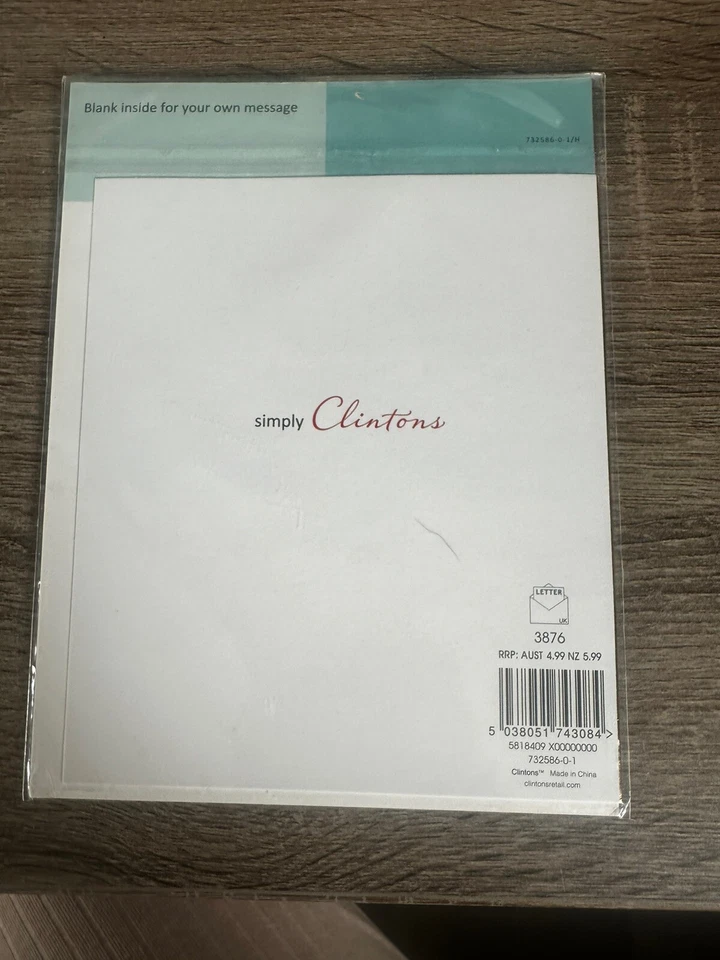 Blank inside for your own message
732586-0-1/H
simply Clintons
LETTER
UK
3876
RRP: AUST 4.99 NZ 5.99
5 038051 743084 >
5818409 X00000000
732586-0-1
Clintons™ Made in China
clintonsretail.com